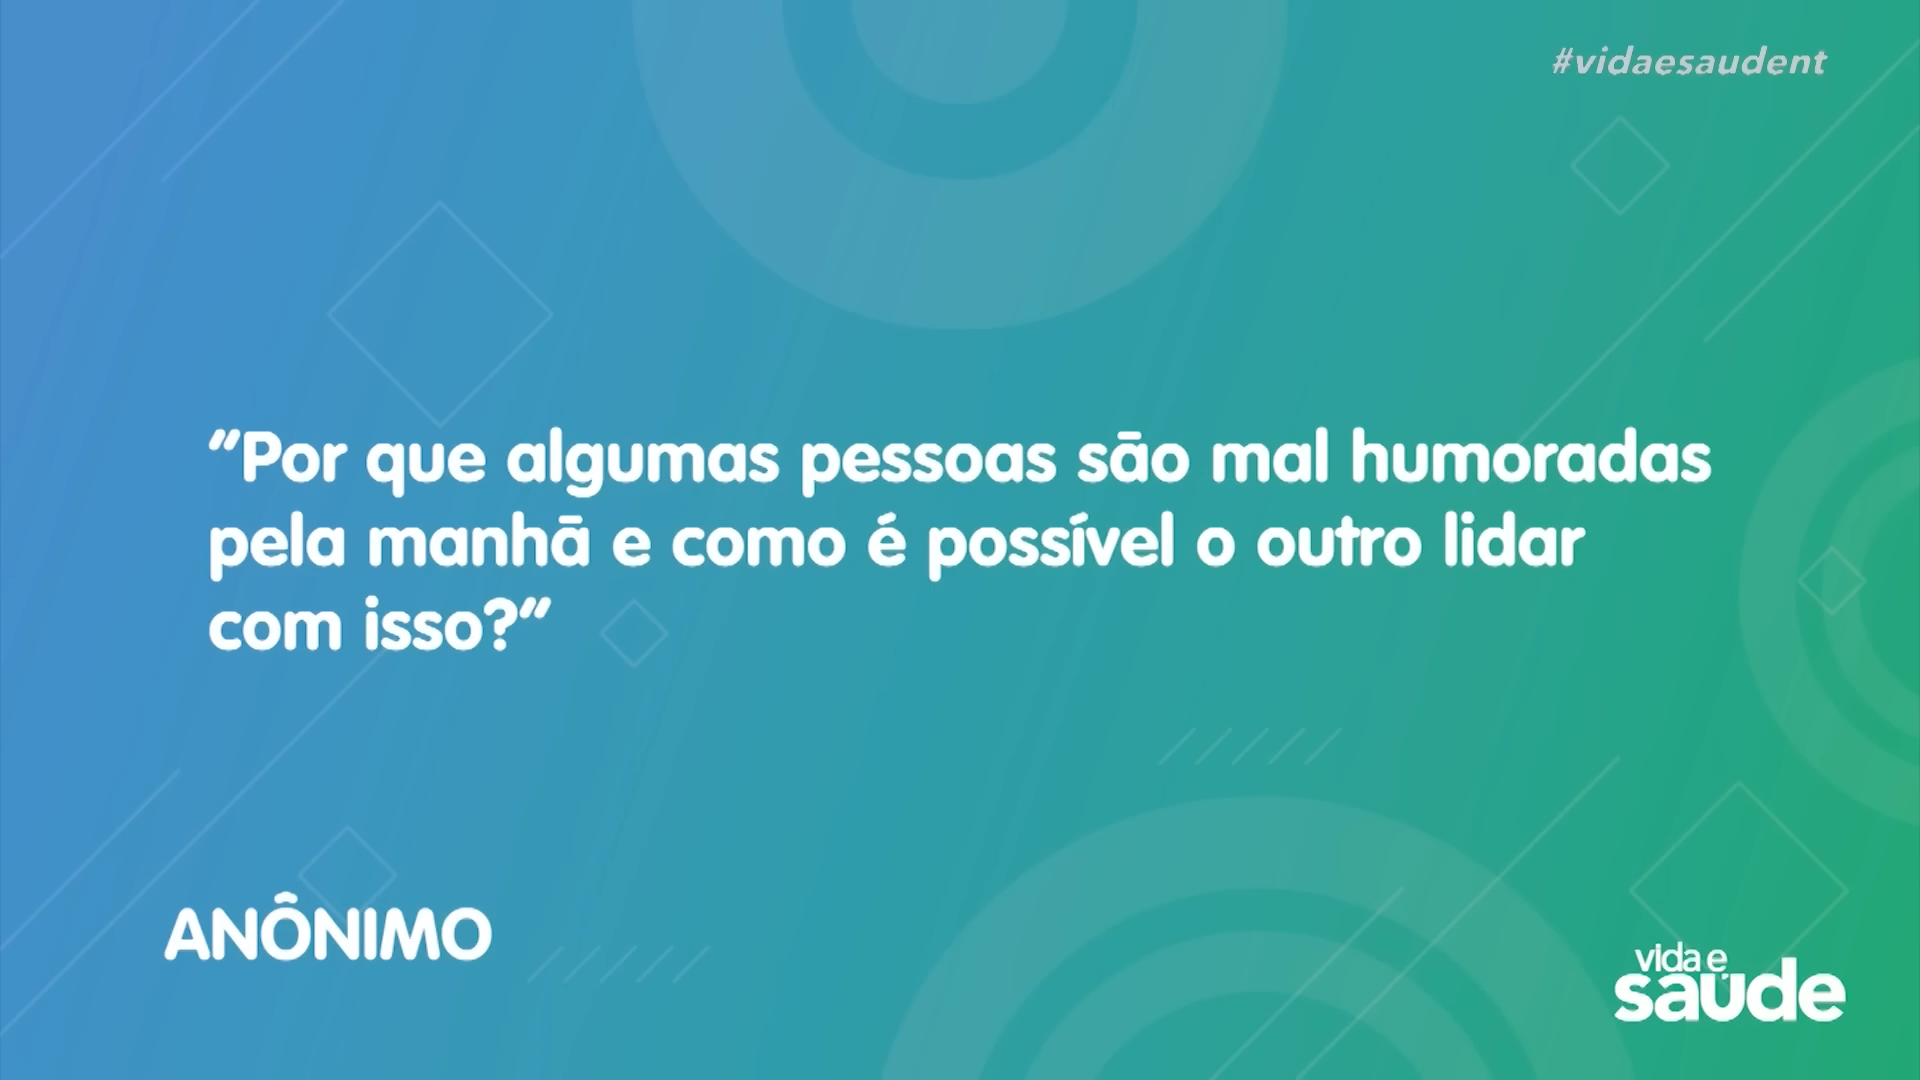 #vidaesaudent
"Por que algumas pessoas são mal humoradas
pela manhã e como é possível o outro lidar
com isso?"
ANÔNIMO
vida e
saúde